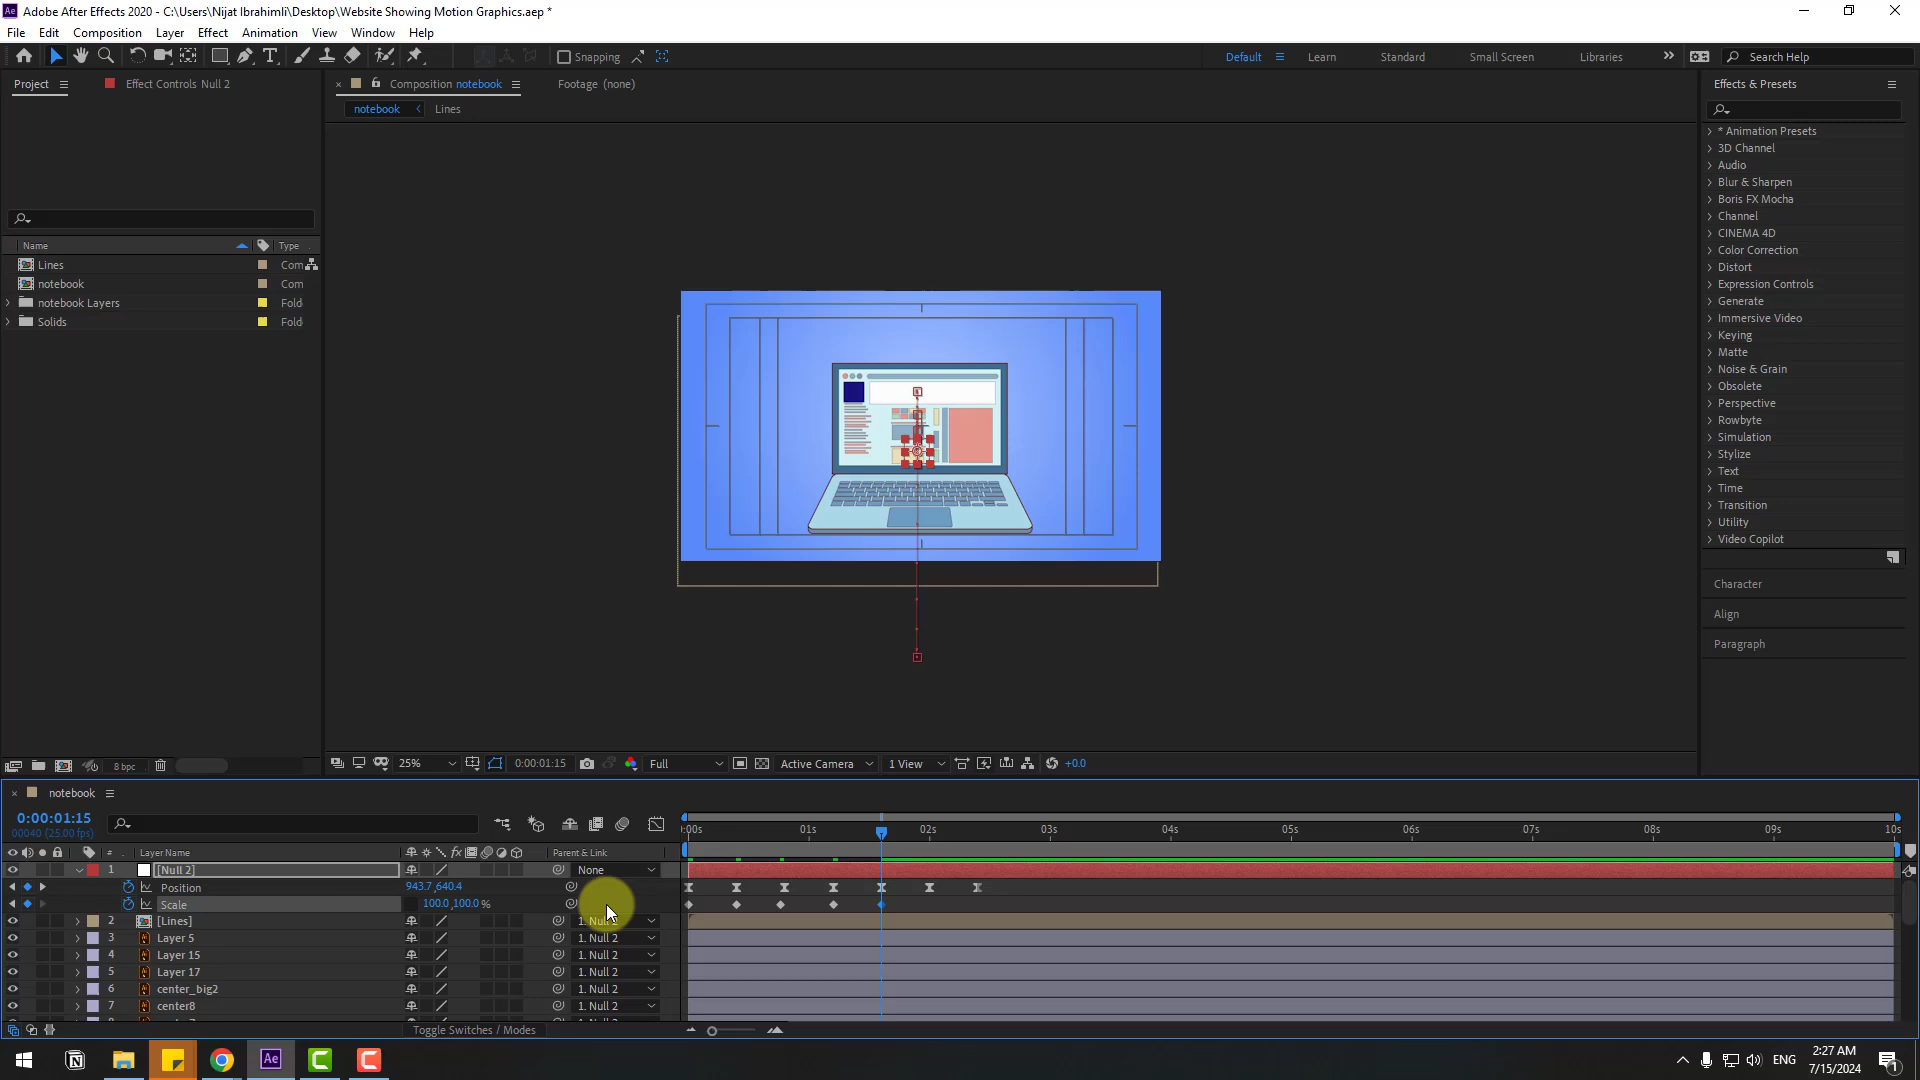 Adobe After Effects 2020 - C:\Users\Nijat Ibrahimli\Desktop\Website Showing Motion Graphics.aep *
File Edit Composition Layer Effect Animation View Window Help
Snapping Default Learn Standard Small Screen Libraries Search Help
Project Effect Controls Null 2
Composition notebook Footage (none)
notebook Lines
Effects & Presets
* Animation Presets
3D Channel
Audio
Blur & Sharpen
Boris FX Mocha
Channel
CINEMA 4D
Color Correction
Distort
Expression Controls
Generate
Immersive Video
Keying
Matte
Noise & Grain
Obsolete
Perspective
Rowbyte
Simulation
Stylize
Text
Time
Transition
Utility
Video Copilot
Character
Align
Paragraph
Name Type
Lines Com
notebook Com
notebook Layers Fold
Solids Fold
8 bpc
25% 0:00:01:15 Full Active Camera 1 View +0.0
notebook
0:00:01:15
00040 (25.00 fps)
:00s 01s 02s 03s 04s 05s 06s 07s 08s 09s 10s
# Layer Name Parent & Link
1 [Null 2] None
Position 943.7,640.4
Scale 100.0,100.0 %
2 [Lines] 1. Null 2
3 Layer 5 1. Null 2
4 Layer 15 1. Null 2
5 Layer 17 1. Null 2
6 center_big2 1. Null 2
7 center8 1. Null 2
Toggle Switches / Modes
ENG
2:27 AM
7/15/2024